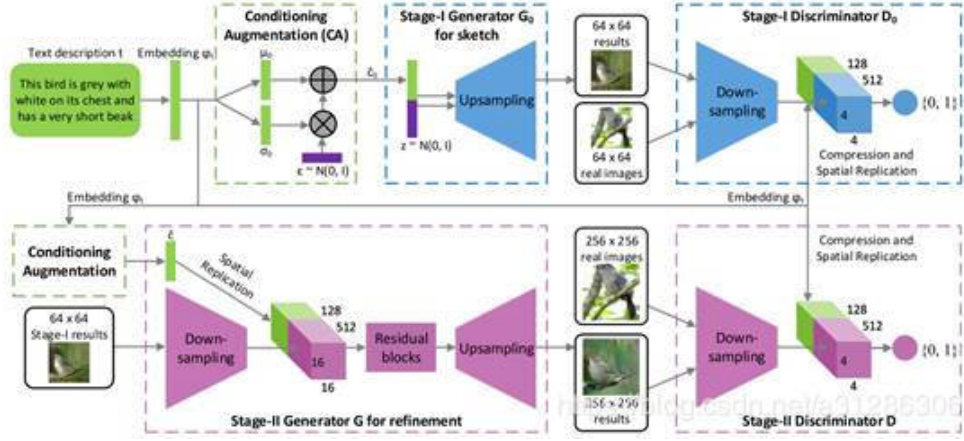 Conditioning
Augmentation (CA)
Stage-I Generator G₀
for sketch
64 x 64
results
Stage-I Discriminator D₀
Text description t
Embedding φₜ
This bird is grey with
white on its chest and
has a very short beak
μ₀
σ₀
ε ~ N(0, I)
ĉ₀
z ~ N(0, I)
Upsampling
64 x 64
real images
Down-
sampling
128
512
4
4
{0, 1}
Compression and
Spatial Replication
Embedding φₜ
Embedding φₜ
Conditioning
Augmentation
ĉ
Spatial
Replication
256 x 256
real images
Compression and
Spatial Replication
64 x 64
Stage-I results
Down-
sampling
128
512
16
16
Residual
blocks
Upsampling
256 x 256
results
Down-
sampling
128
512
4
4
{0, 1}
Stage-II Generator G for refinement
Stage-II Discriminator D
blog.csdn.net/a31286306